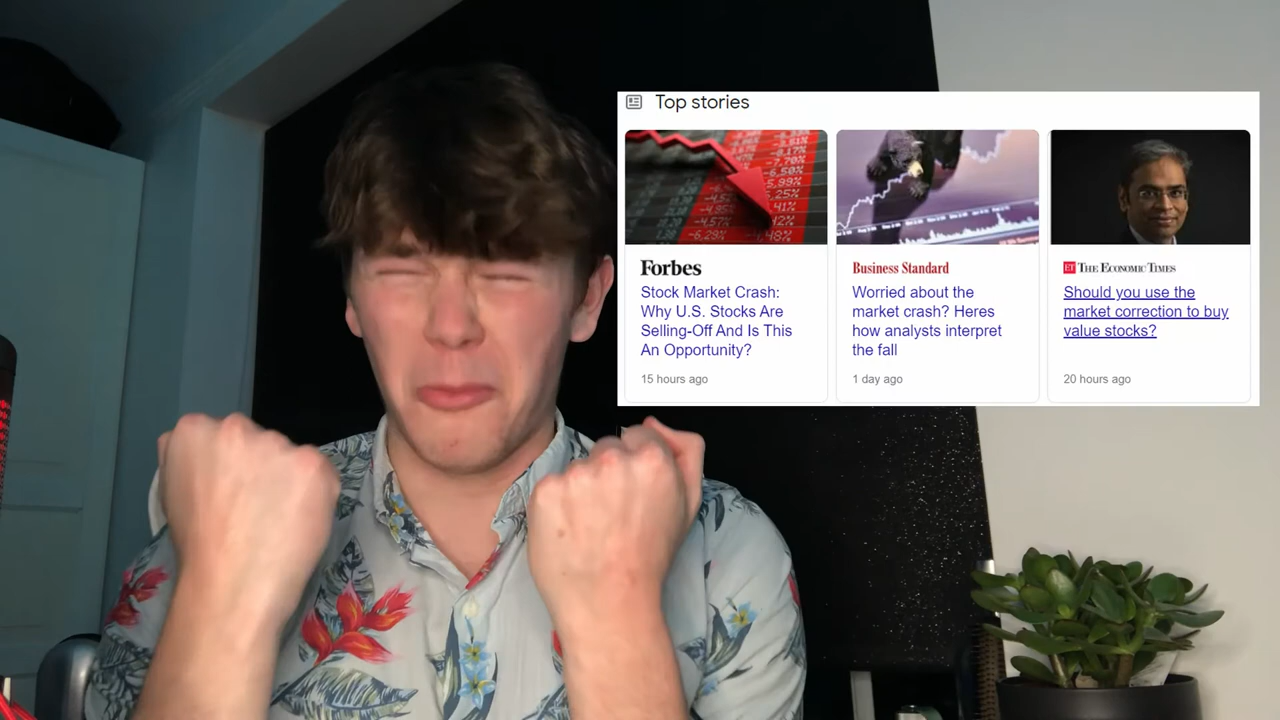 Top stories
Forbes
Stock Market Crash:
Why U.S. Stocks Are
Selling-Off And Is This
An Opportunity?
15 hours ago
Business Standard
Worried about the
market crash? Heres
how analysts interpret
the fall
1 day ago
ET THE ECONOMIC TIMES
Should you use the
market correction to buy
value stocks?
20 hours ago